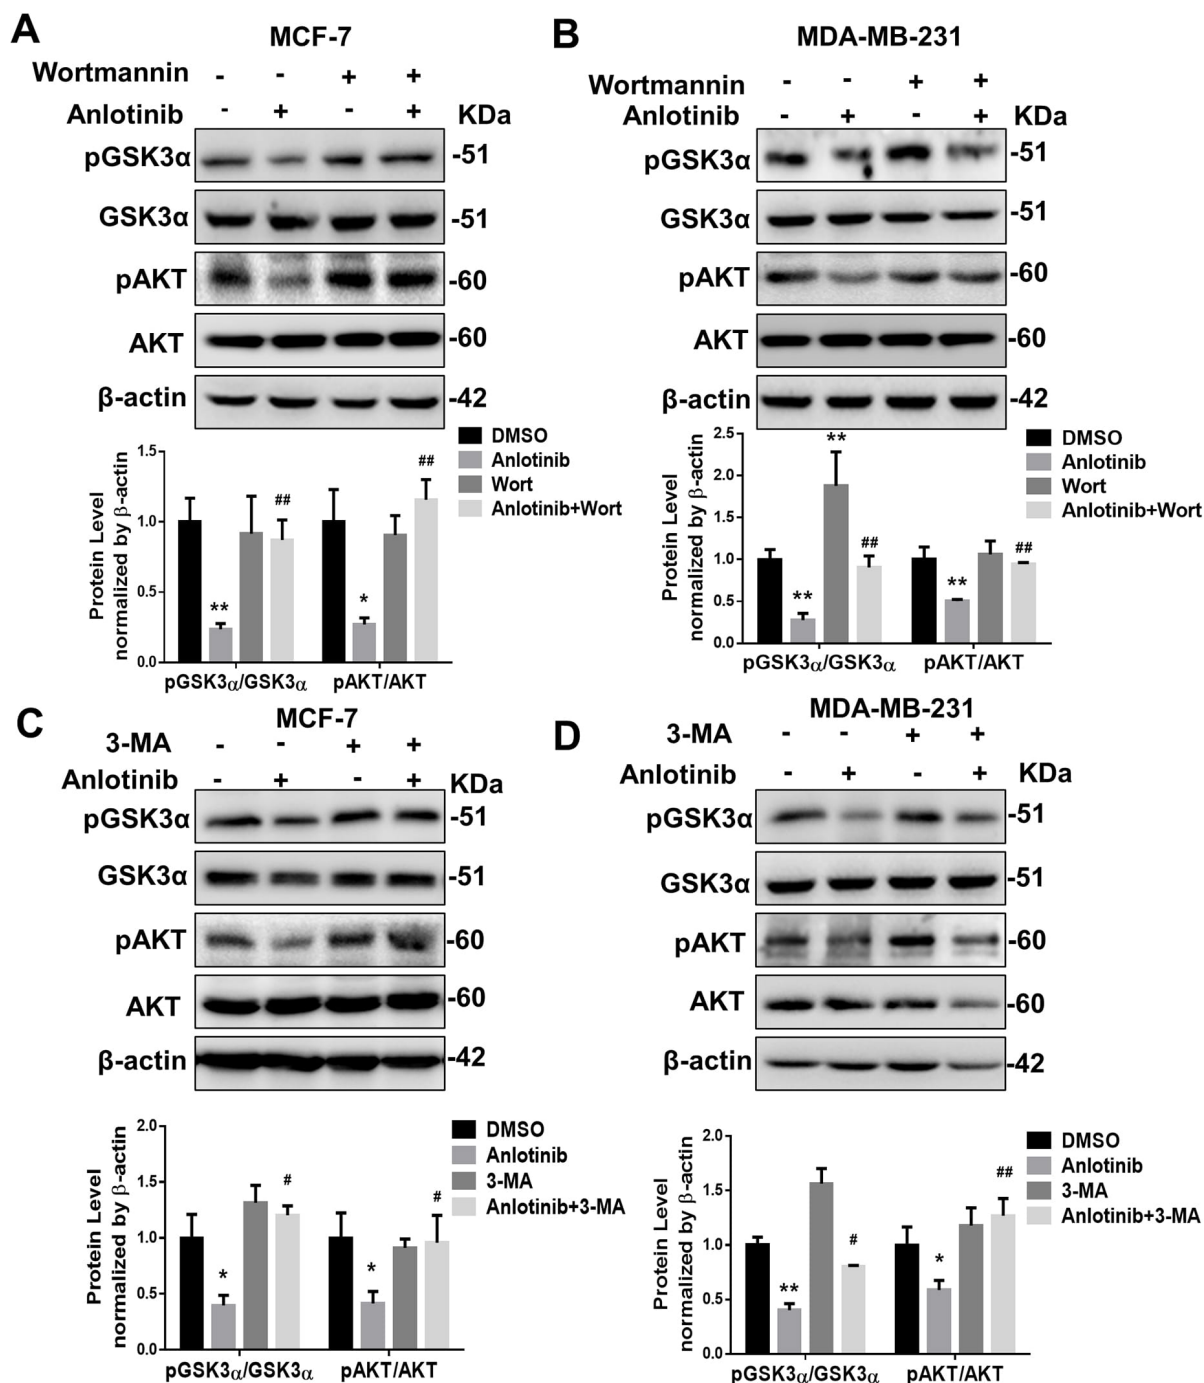 A
MCF-7
Wortmannin - - + +
Anlotinib - + - + KDa
pGSK3α -51
GSK3α -51
pAKT -60
AKT -60
β-actin -42
Protein Level
normalized by β-actin
1.5
1.0
0.5
0.0
** ## * ##
DMSO
Anlotinib
Wort
Anlotinib+Wort
pGSK3α/GSK3α pAKT/AKT
B
MDA-MB-231
Wortmannin - - + +
Anlotinib - + - + KDa
pGSK3α -51
GSK3α -51
pAKT -60
AKT -60
β-actin -42
Protein Level
normalized by β-actin
2.5
2.0
1.5
1.0
0.5
0.0
** ** ## ** ##
DMSO
Anlotinib
Wort
Anlotinib+Wort
pGSK3α/GSK3α pAKT/AKT
C
MCF-7
3-MA - - + +
Anlotinib - + - + KDa
pGSK3α -51
GSK3α -51
pAKT -60
AKT -60
β-actin -42
Protein Level
normalized by β-actin
2.0
1.5
1.0
0.5
0.0
* # * #
DMSO
Anlotinib
3-MA
Anlotinib+3-MA
pGSK3α/GSK3α pAKT/AKT
D
MDA-MB-231
3-MA - - + +
Anlotinib - + - + KDa
pGSK3α -51
GSK3α -51
pAKT -60
AKT -60
β-actin -42
Protein Level
normalized by β-actin
2.0
1.5
1.0
0.5
0.0
** # * ##
DMSO
Anlotinib
3-MA
Anlotinib+3-MA
pGSK3α/GSK3α pAKT/AKT